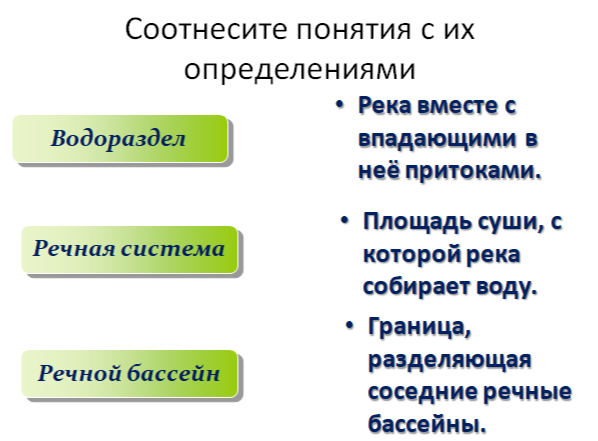 Соотнесите понятия с их
определениями
Водораздел
Речная система
Речной бассейн
• Река вместе с
впадающими в
неё притоками.
• Площадь суши, с
которой река
собирает воду.
• Граница,
разделяющая
соседние речные
бассейны.